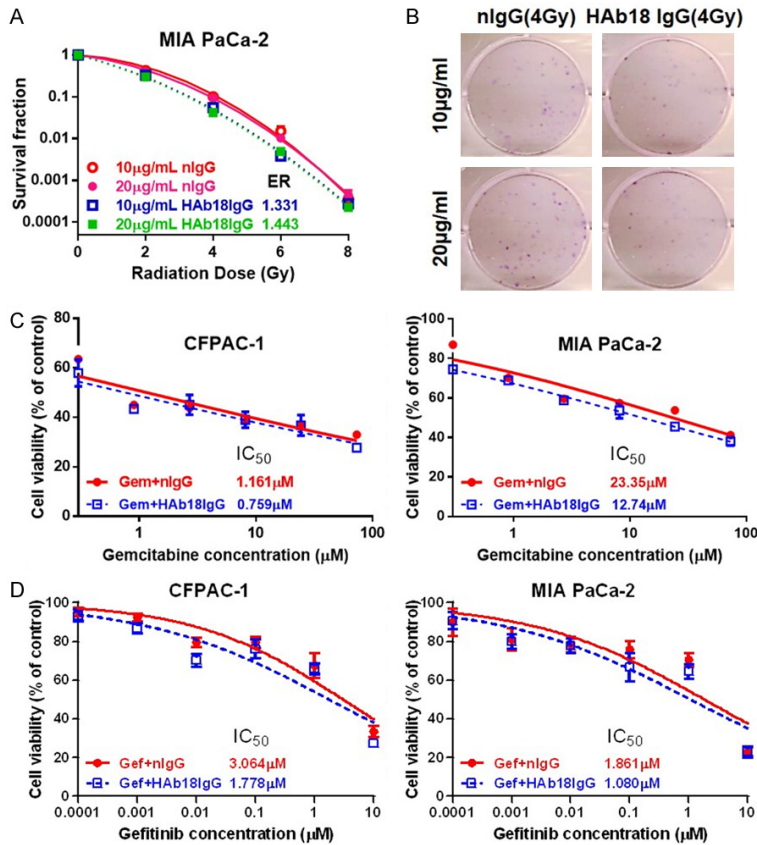 A
MIA PaCa-2
Survival fraction
1
0.1
0.01
0.001
0.0001
10μg/mL nIgG
20μg/mL nIgG
ER
10μg/mL HAb18IgG 1.331
20μg/mL HAb18IgG 1.443
0 2 4 6 8
Radiation Dose (Gy)
B
nIgG(4Gy) HAb18 IgG(4Gy)
10μg/ml
20μg/ml
C
CFPAC-1
Cell viability (% of control)
80
60
40
20
0
IC50
Gem+nIgG 1.161μM
Gem+HAb18IgG 0.759μM
1 10 100
Gemcitabine concentration (μM)
MIA PaCa-2
Cell viability (% of control)
100
80
60
40
20
0
IC50
Gem+nIgG 23.35μM
Gem+HAb18IgG 12.74μM
1 10 100
Gemcitabine concentration (μM)
D
CFPAC-1
Cell viability (% of control)
100
80
60
40
20
0
IC50
Gef+nIgG 3.064μM
Gef+HAb18IgG 1.778μM
0.0001 0.001 0.01 0.1 1 10
Gefitinib concentration (μM)
MIA PaCa-2
Cell viability (% of control)
100
80
60
40
20
0
IC50
Gef+nIgG 1.861μM
Gef+HAb18IgG 1.080μM
0.0001 0.001 0.01 0.1 1 10
Gefitinib concentration (μM)